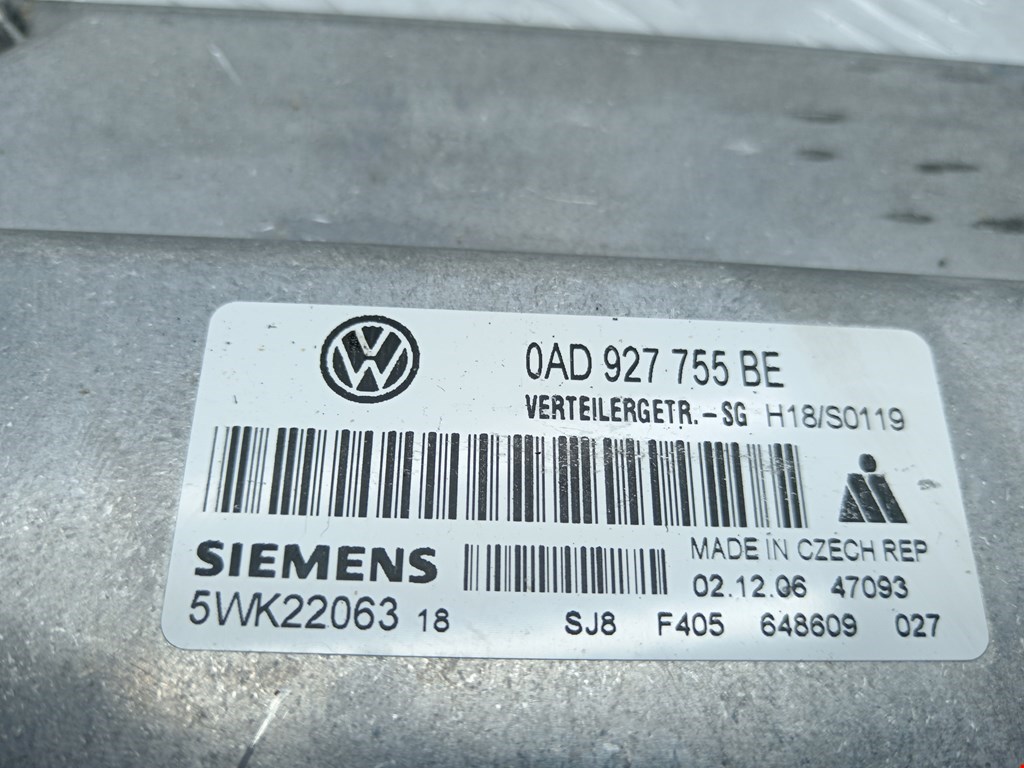 0AD 927 755 BE
VERTEILERGETR.-SG H18/S0119
SIEMENS
MADE IN CZECH REP
02.12.06 47093
5WK22063 18
SJ8 F405 648609 027